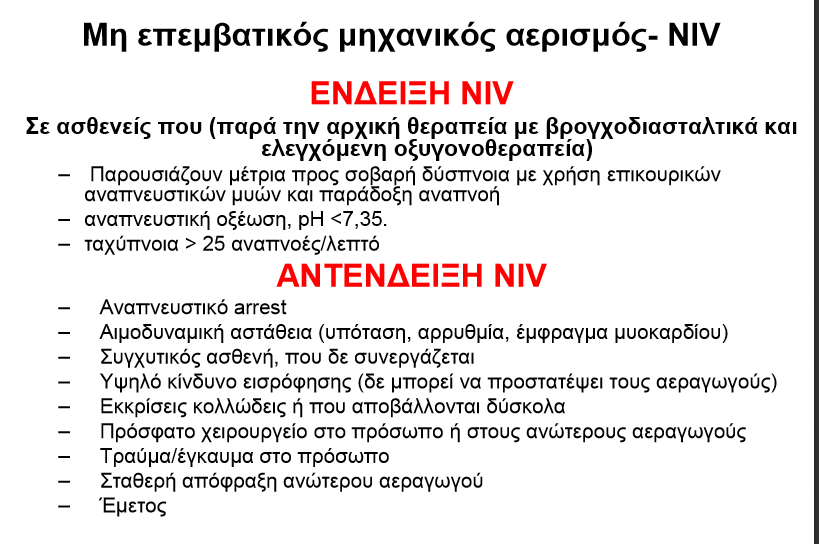 Μη επεμβατικός μηχανικός αερισμός- NIV
ΕΝΔΕΙΞΗ NIV
Σε ασθενείς που (παρά την αρχική θεραπεία με βρογχοδιασταλτικά και
ελεγχόμενη οξυγονοθεραπεία)
– Παρουσιάζουν μέτρια προς σοβαρή δύσπνοια με χρήση επικουρικών
αναπνευστικών μυών και παράδοξη αναπνοή
– αναπνευστική οξέωση, pH <7,35.
– ταχύπνοια > 25 αναπνοές/λεπτό
ΑΝΤΕΝΔΕΙΞΗ NIV
– Αναπνευστικό arrest
– Αιμοδυναμική αστάθεια (υπόταση, αρρυθμία, έμφραγμα μυοκαρδίου)
– Συγχυτικός ασθενή, που δε συνεργάζεται
– Υψηλό κίνδυνο εισρόφησης (δε μπορεί να προστατέψει τους αεραγωγούς)
– Εκκρίσεις κολλώδεις ή που αποβάλλονται δύσκολα
– Πρόσφατο χειρουργείο στο πρόσωπο ή στους ανώτερους αεραγωγούς
– Τραύμα/έγκαυμα στο πρόσωπο
– Σταθερή απόφραξη ανώτερου αεραγωγού
– Έμετος